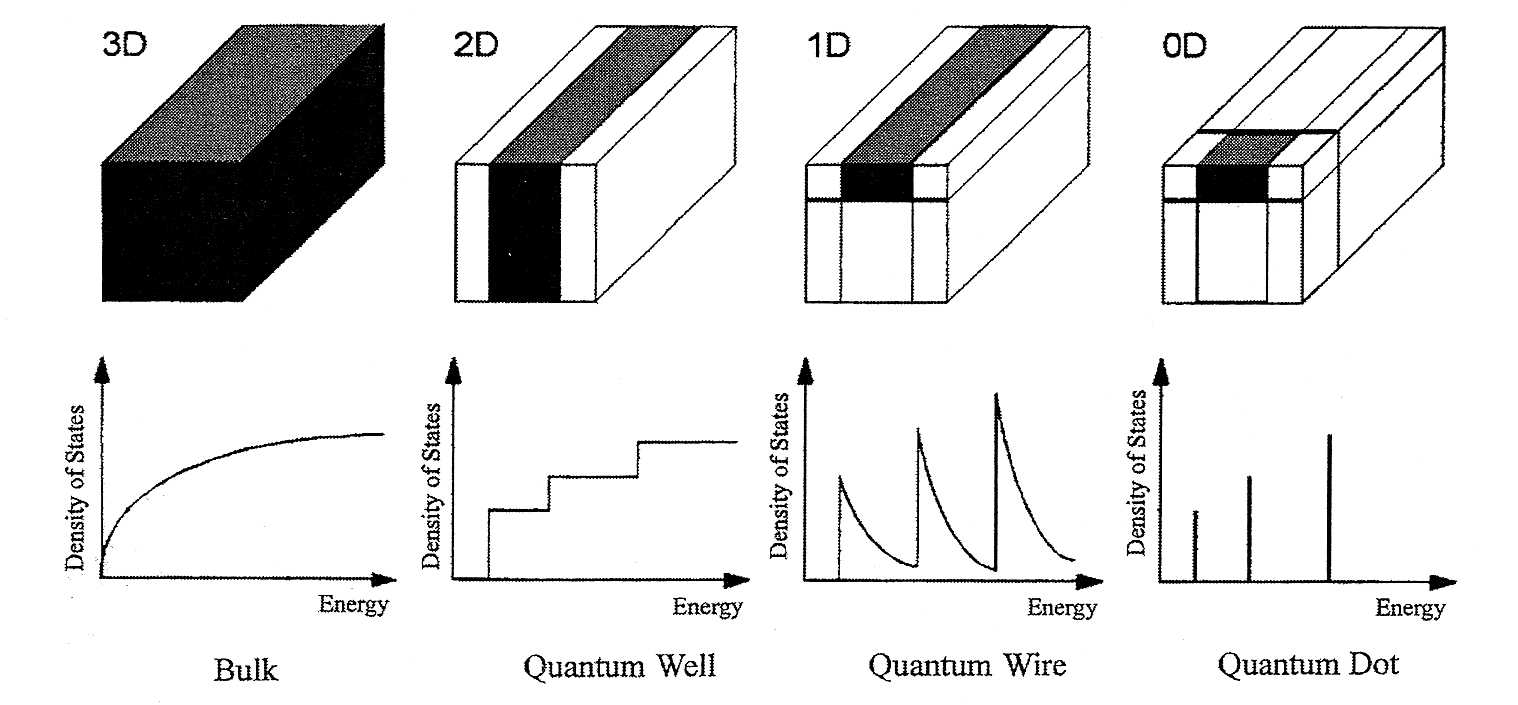 3D
2D
1D
0D
Density of States
Energy
Density of States
Energy
Density of States
Energy
Density of States
Energy
Bulk
Quantum Well
Quantum Wire
Quantum Dot